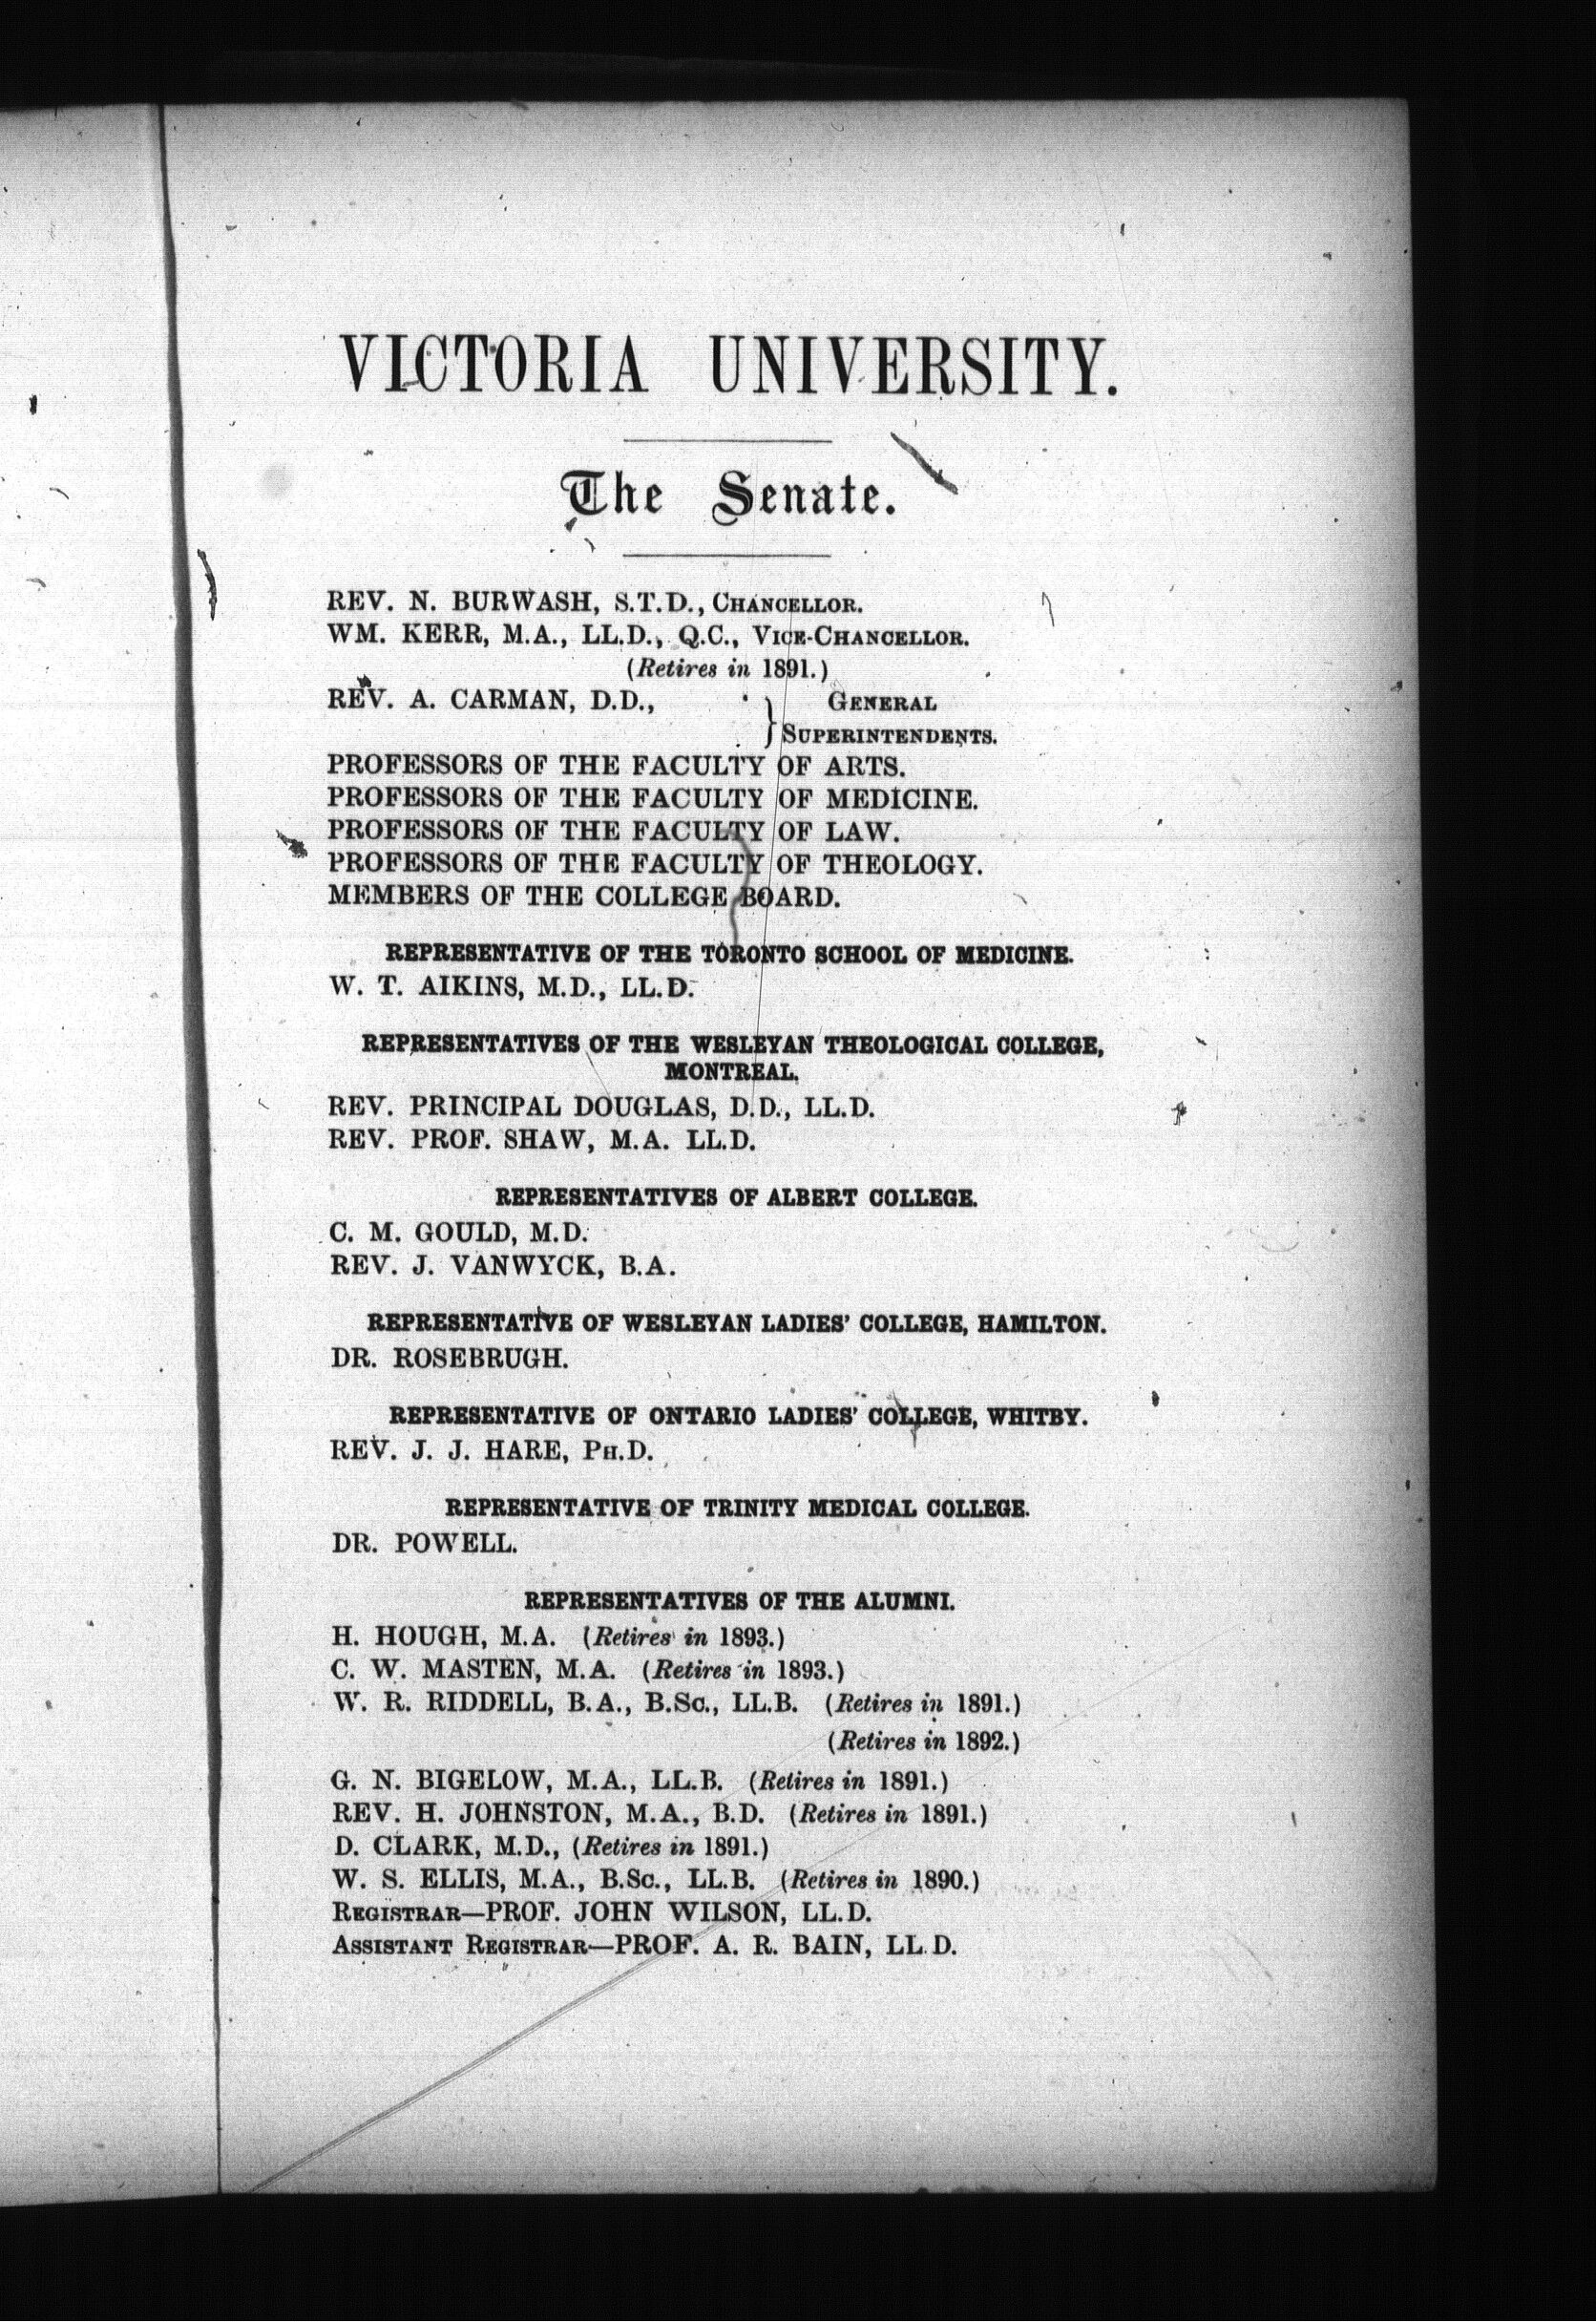 VICTORIA UNIVERSITY.
The Senate.
REV. N. BURWASH, S.T.D., CHANCELLOR.
WM. KERR, M.A., LL.D., Q.C., VICE-CHANCELLOR.
(Retires in 1891.)
REV. A. CARMAN, D.D., } GENERAL
SUPERINTENDENTS.
PROFESSORS OF THE FACULTY OF ARTS.
PROFESSORS OF THE FACULTY OF MEDICINE.
PROFESSORS OF THE FACULTY OF LAW.
PROFESSORS OF THE FACULTY OF THEOLOGY.
MEMBERS OF THE COLLEGE BOARD.
REPRESENTATIVE OF THE TORONTO SCHOOL OF MEDICINE.
W. T. AIKINS, M.D., LL.D.
REPRESENTATIVES OF THE WESLEYAN THEOLOGICAL COLLEGE,
MONTREAL.
REV. PRINCIPAL DOUGLAS, D.D., LL.D.
REV. PROF. SHAW, M.A. LL.D.
REPRESENTATIVES OF ALBERT COLLEGE.
C. M. GOULD, M.D.
REV. J. VANWYCK, B.A.
REPRESENTATIVE OF WESLEYAN LADIES' COLLEGE, HAMILTON.
DR. ROSEBRUGH.
REPRESENTATIVE OF ONTARIO LADIES' COLLEGE, WHITBY.
REV. J. J. HARE, PH.D.
REPRESENTATIVE OF TRINITY MEDICAL COLLEGE.
DR. POWELL.
REPRESENTATIVES OF THE ALUMNI.
H. HOUGH, M.A. (Retires in 1893.)
C. W. MASTEN, M.A. (Retires in 1893.)
W. R. RIDDELL, B.A., B.Sc., LL.B. (Retires in 1891.)
(Retires in 1892.)
G. N. BIGELOW, M.A., LL.B. (Retires in 1891.)
REV. H. JOHNSTON, M.A., B.D. (Retires in 1891.)
D. CLARK, M.D., (Retires in 1891.)
W. S. ELLIS, M.A., B.Sc., LL.B. (Retires in 1890.)
REGISTRAR—PROF. JOHN WILSON, LL.D.
ASSISTANT REGISTRAR—PROF. A. R. BAIN, LL.D.